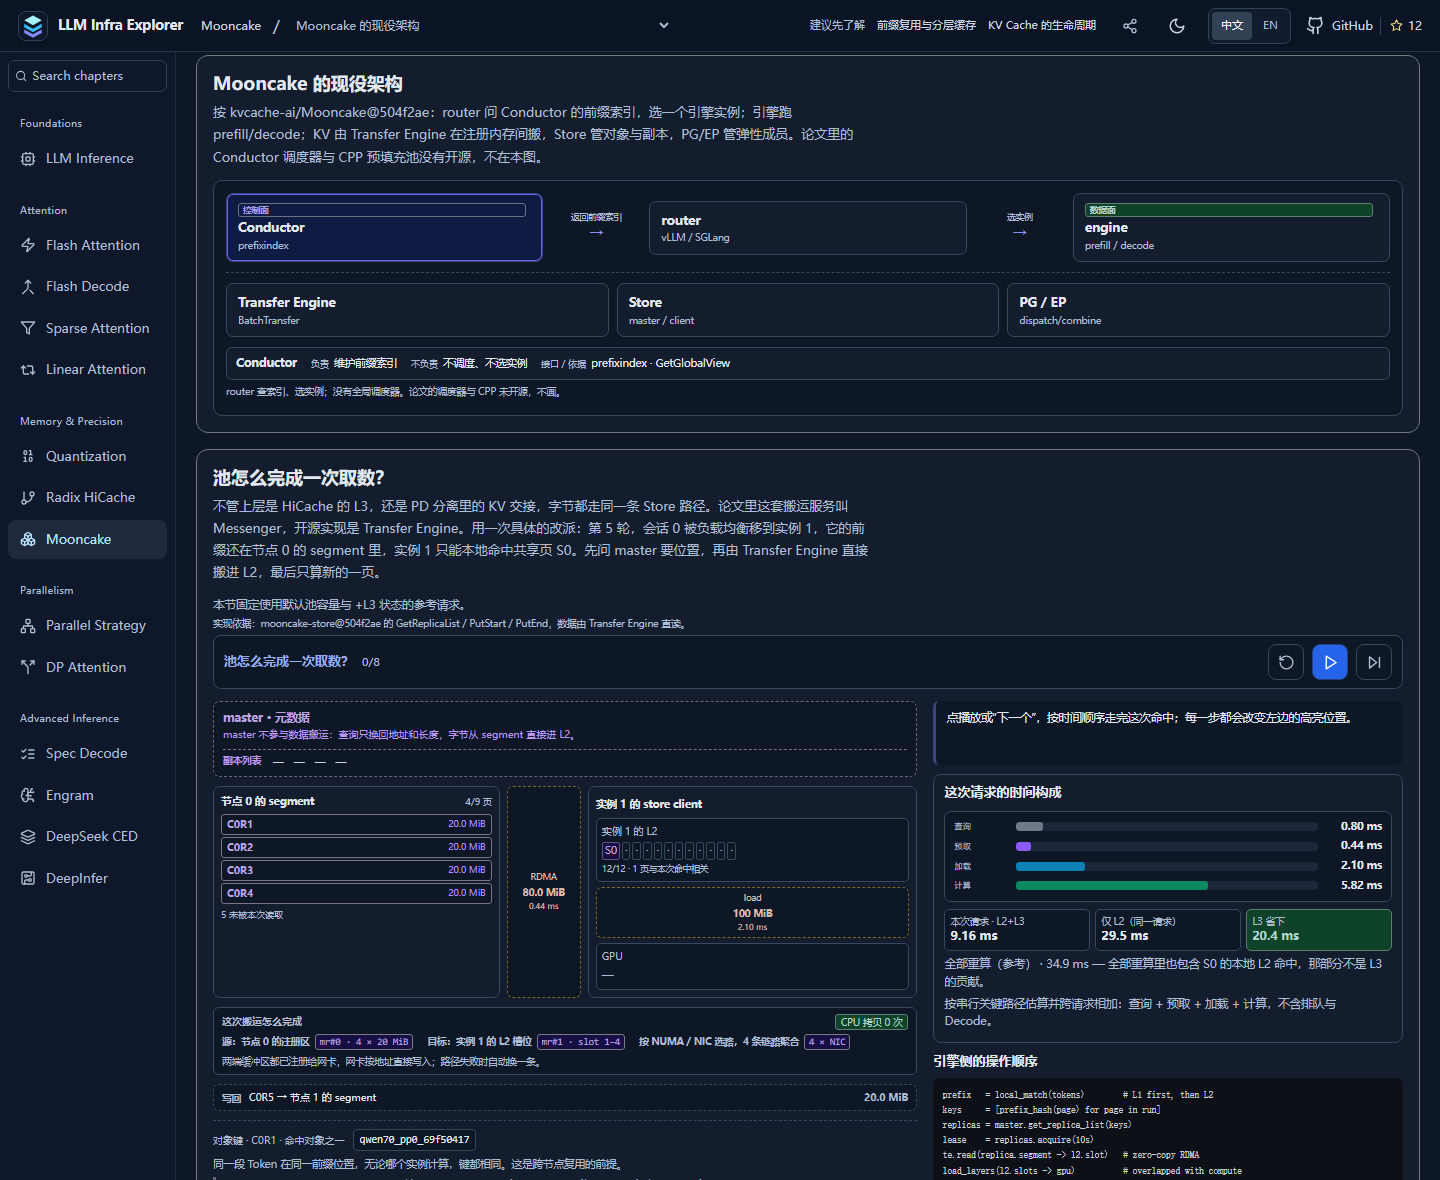 LLM Infra Explorer
Mooncake / Mooncake 的现役架构
建议先了解 前缀复用与分层缓存 KV Cache 的生命周期
中文 EN
GitHub
12
Search chapters
Foundations
LLM Inference
Attention
Flash Attention
Flash Decode
Sparse Attention
Linear Attention
Memory & Precision
Quantization
Radix HiCache
Mooncake
Parallelism
Parallel Strategy
DP Attention
Advanced Inference
Spec Decode
Engram
DeepSeek CED
DeepInfer
Mooncake 的现役架构
按 kvcache-ai/Mooncake@504f2ae：router 问 Conductor 的前缀索引，选一个引擎实例；引擎跑
prefill/decode；KV 由 Transfer Engine 在注册内存间搬，Store 管对象与副本，PG/EP 管弹性成员。论文里的
Conductor 调度器与 CPP 预填充池没有开源，不在本图。
控制面
Conductor
prefixindex
返回前缀索引
→
router
vLLM / SGLang
选实例
→
数据面
engine
prefill / decode
Transfer Engine
BatchTransfer
Store
master / client
PG / EP
dispatch/combine
Conductor 负责 维护前缀索引 不负责 不调度、不选实例 接口 / 依据 prefixindex · GetGlobalView
router 查索引、选实例；没有全局调度器。论文的调度器与 CPP 未开源，不画。
池怎么完成一次取数？
不管上层是 HiCache 的 L3，还是 PD 分离里的 KV 交接，字节都走同一条 Store 路径。论文里这套搬运服务叫
Messenger，开源实现是 Transfer Engine。用一次具体的改派：第 5 轮，会话 0 被负载均衡移到实例 1，它的前
缀还在节点 0 的 segment 里，实例 1 只能本地命中共享页 S0。先问 master 要位置，再由 Transfer Engine 直接
搬进 L2，最后只算新的一页。
本节固定使用默认池容量与 +L3 状态的参考请求。
实现依据：mooncake-store@504f2ae 的 GetReplicaList / PutStart / PutEnd，数据由 Transfer Engine 直读。
池怎么完成一次取数？ 0/8
master • 元数据
master 不参与数据搬运：查询只换回地址和长度，字节从 segment 直接进 L2。
副本列表 — — — —
节点 0 的 segment 4/9 页
C0R1 20.0 MiB
C0R2 20.0 MiB
C0R3 20.0 MiB
C0R4 20.0 MiB
5 未被本次读取
RDMA
80.0 MiB
0.44 ms
实例 1 的 store client
实例 1 的 L2
S0 · · · · · · · · · · ·
12/12 · 1 页与本次命中相关
load
100 MiB
2.10 ms
GPU
—
这次搬运怎么完成 CPU 拷贝 0 次
源：节点 0 的注册区 mr#0 · 4 × 20 MiB 目标：实例 1 的 L2 槽位 mr#1 · slot 1–4 按 NUMA / NIC 选路，4 条链路聚合 4 × NIC
两端缓冲区都已注册给网卡，网卡按地址直接写入；路径失败时自动换一条。
写回 C0R5 → 节点 1 的 segment 20.0 MiB
对象键 · C0R1 · 命中对象之一 qwen70_pp0_69f50417
同一段 Token 在同一前缀位置，无论哪个实例计算，键都相同。这是跨节点复用的前提。
点播放或“下一个”，按时间顺序走完这次命中；每一步都会改变左边的高亮位置。
这次请求的时间构成
查询 0.80 ms
预取 0.44 ms
加载 2.10 ms
计算 5.82 ms
本次请求 · L2+L3
9.16 ms
仅 L2（同一请求）
29.5 ms
L3 省下
20.4 ms
全部重算（参考） · 34.9 ms — 全部重算里也包含 S0 的本地 L2 命中，那部分不是 L3
的贡献。
按串行关键路径估算并跨请求相加：查询 + 预取 + 加载 + 计算，不含排队与
Decode。
引擎侧的操作顺序
prefix = local_match(tokens) # L1 first, then L2
keys = [prefix_hash(page) for page in run]
replicas = master.get_replica_list(keys)
lease = replicas.acquire(10s)
te.read(replica.segment -> l2.slot) # zero-copy RDMA
load_layers(l2.slots -> gpu) # overlapped with compute